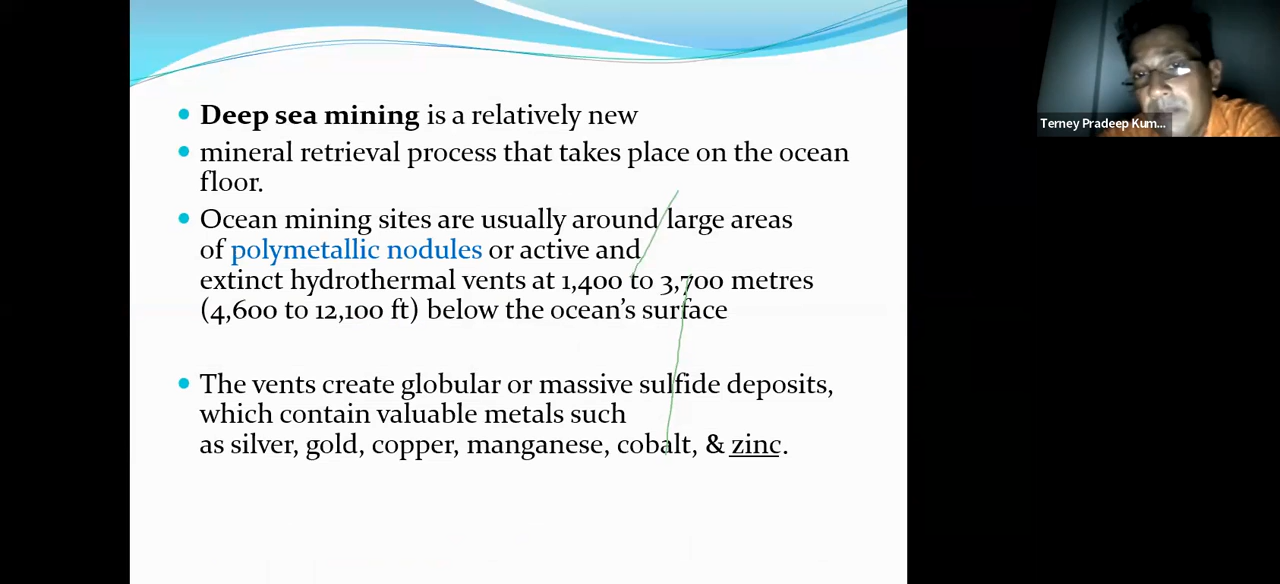 Deep sea mining is a relatively new
mineral retrieval process that takes place on the ocean
floor.
Ocean mining sites are usually around large areas
of polymetallic nodules or active and
extinct hydrothermal vents at 1,400 to 3,700 metres
(4,600 to 12,100 ft) below the ocean's surface
The vents create globular or massive sulfide deposits,
which contain valuable metals such
as silver, gold, copper, manganese, cobalt, & zinc.
Terney Pradeep Kum...